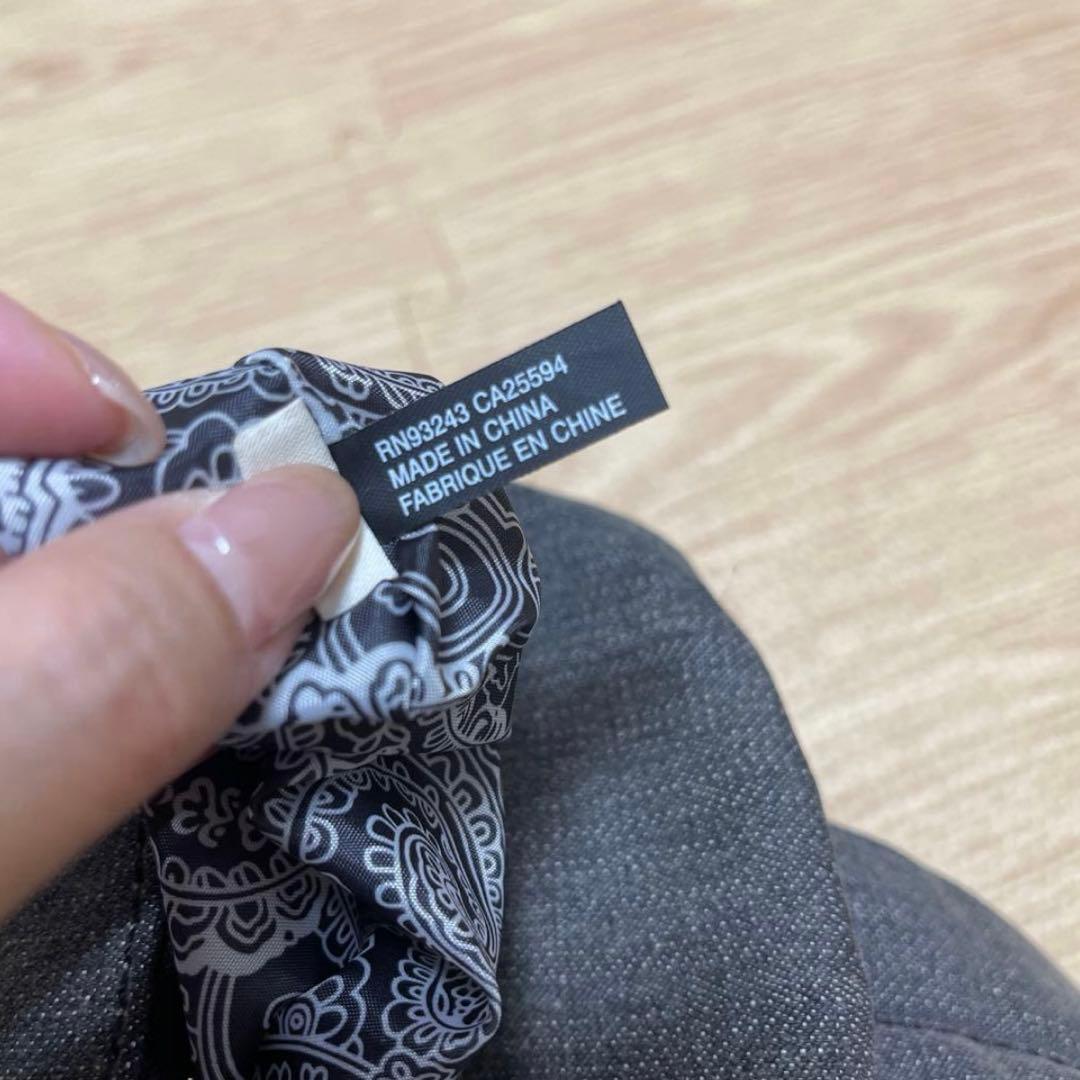 RN93243 CA25594
MADE IN CHINA
FABRIQUE EN CHINE